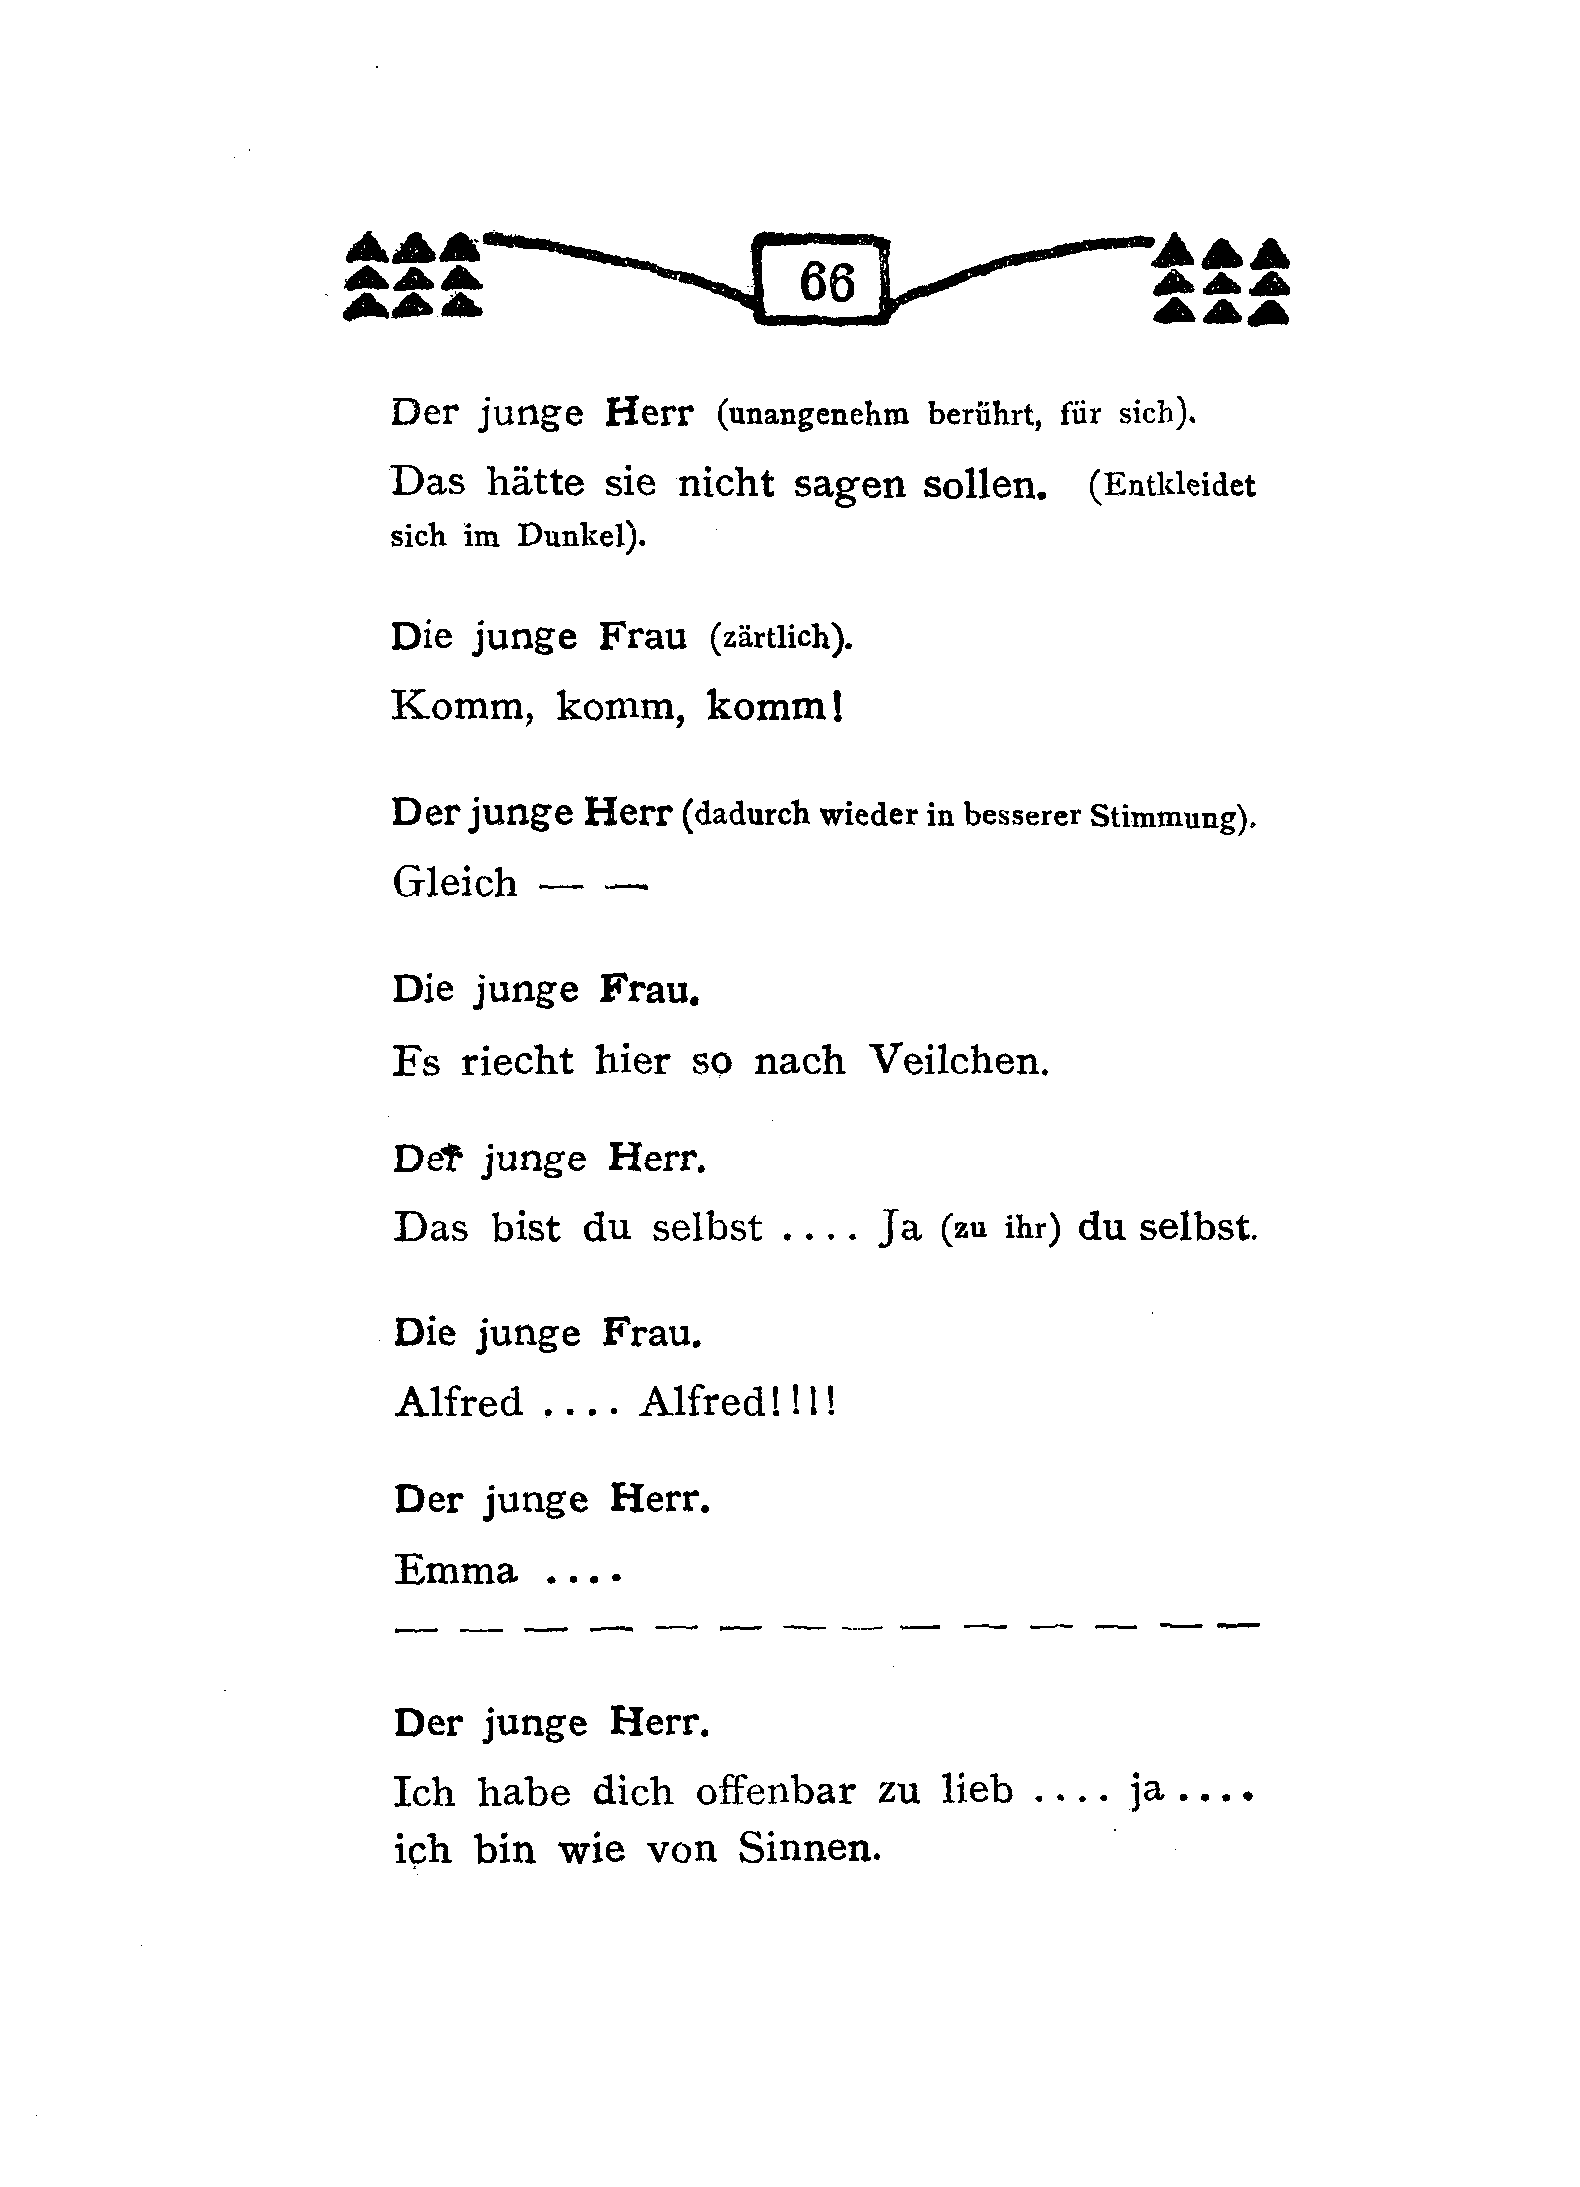 66
Der junge Herr (unangenehm berührt, für sich).
Das hätte sie nicht sagen sollen. (Entkleidet
sich im Dunkel).
Die junge Frau (zärtlich).
Komm, komm, komm!
Der junge Herr (dadurch wieder in besserer Stimmung).
Gleich — —
Die junge Frau.
Es riecht hier so nach Veilchen.
Der junge Herr.
Das bist du selbst .... Ja (zu ihr) du selbst.
Die junge Frau.
Alfred .... Alfred!!!!
Der junge Herr.
Emma ....
— — — — — — — — — — — — — —
Der junge Herr.
Ich habe dich offenbar zu lieb .... ja ....
ich bin wie von Sinnen.